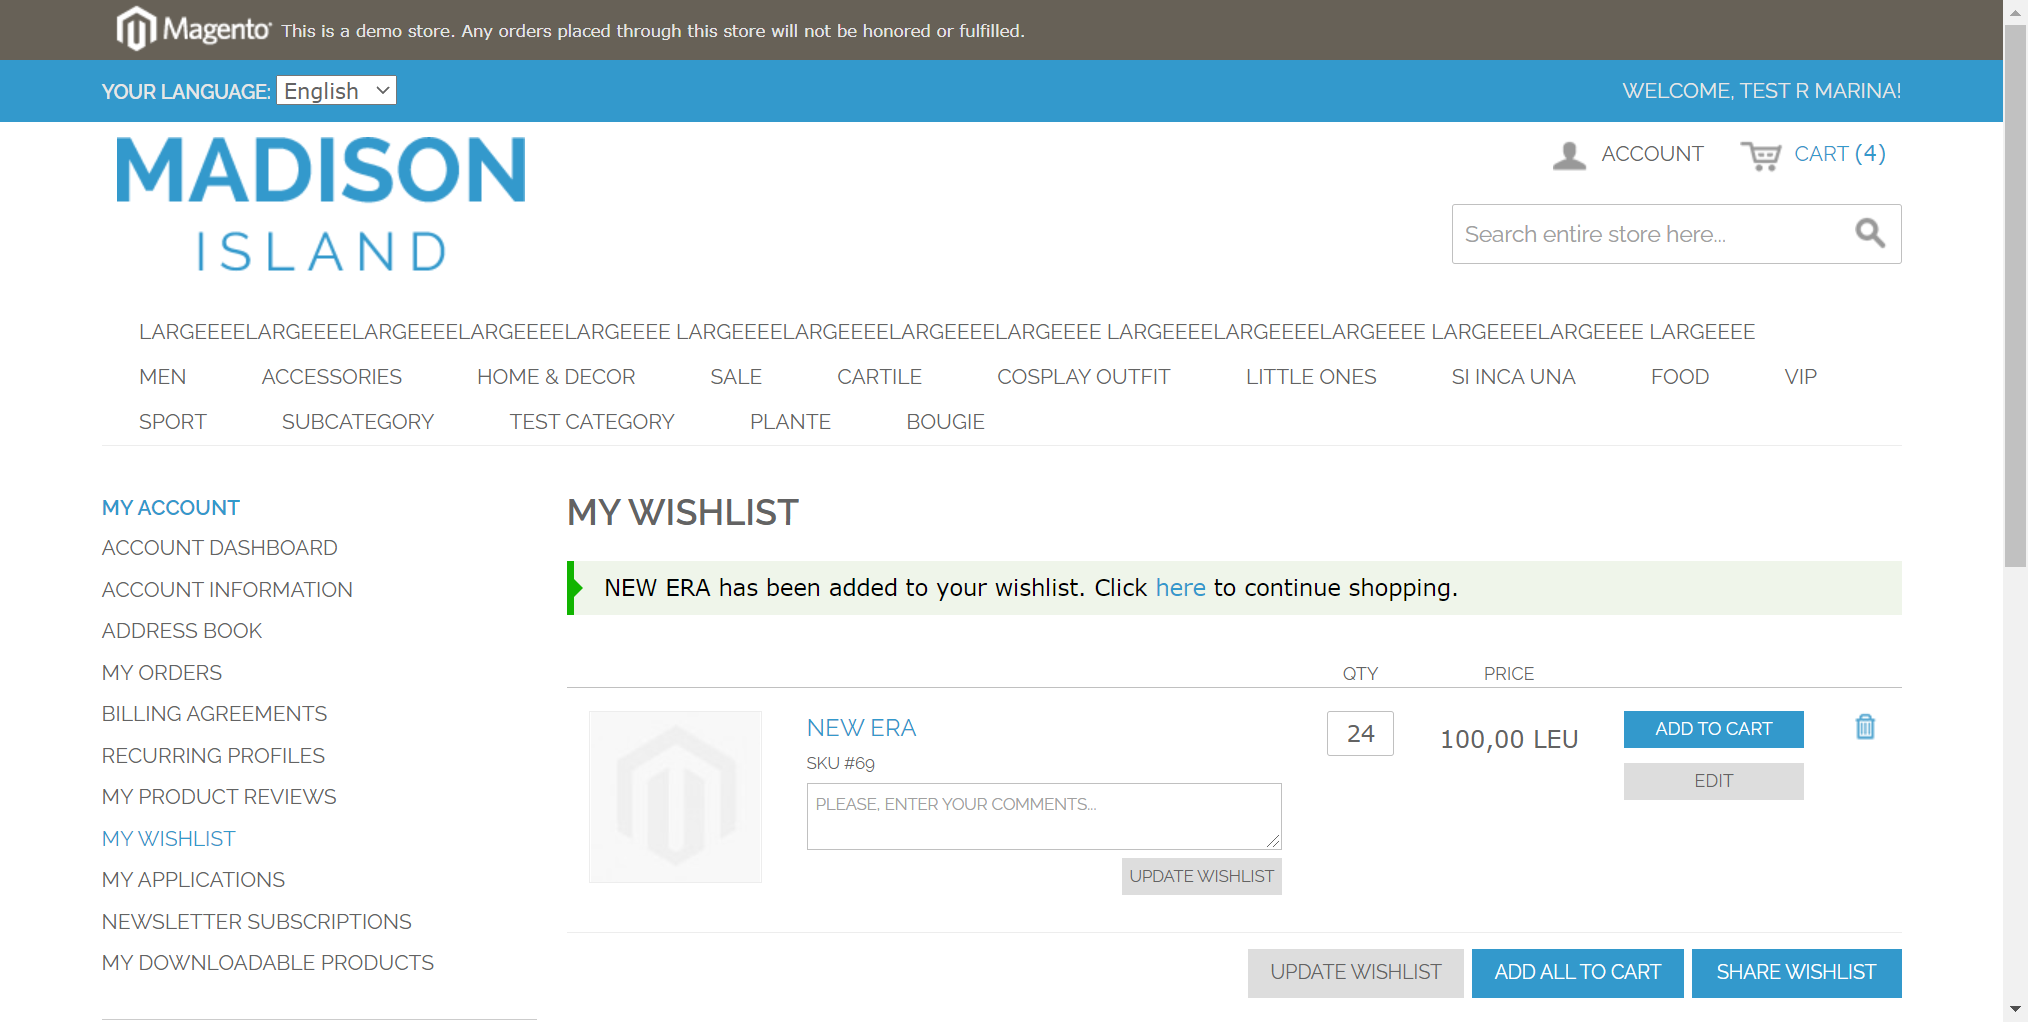 Magento This is a demo store. Any orders placed through this store will not be honored or fulfilled.
YOUR LANGUAGE: English
WELCOME, TEST R MARINA!
MADISON
ISLAND
ACCOUNT
CART (4)
Search entire store here...
LARGEEEELARGEEEELARGEEEELARGEEEELARGEEEE LARGEEEELARGEEEELARGEEEELARGEEEE LARGEEEELARGEEEELARGEEEE LARGEEEELARGEEEE LARGEEEE
MEN ACCESSORIES HOME & DECOR SALE CARTILE COSPLAY OUTFIT LITTLE ONES SI INCA UNA FOOD VIP
SPORT SUBCATEGORY TEST CATEGORY PLANTE BOUGIE
MY ACCOUNT
ACCOUNT DASHBOARD
ACCOUNT INFORMATION
ADDRESS BOOK
MY ORDERS
BILLING AGREEMENTS
RECURRING PROFILES
MY PRODUCT REVIEWS
MY WISHLIST
MY APPLICATIONS
NEWSLETTER SUBSCRIPTIONS
MY DOWNLOADABLE PRODUCTS
MY WISHLIST
NEW ERA has been added to your wishlist. Click here to continue shopping.
QTY PRICE
NEW ERA
SKU #69
PLEASE, ENTER YOUR COMMENTS...
UPDATE WISHLIST
24
100,00 LEU
ADD TO CART
EDIT
UPDATE WISHLIST ADD ALL TO CART SHARE WISHLIST